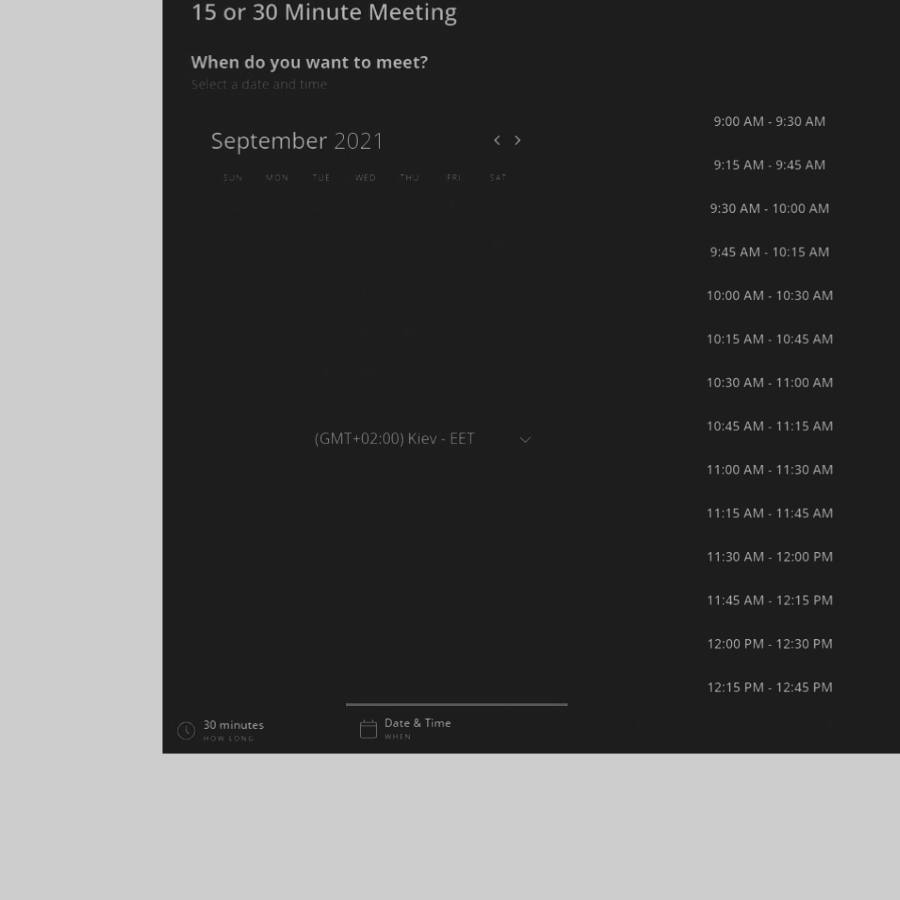 15 or 30 Minute Meeting
When do you want to meet?
Select a date and time
September 2021
SUN MON TUE WED THU FRI SAT
(GMT+02:00) Kiev - EET
9:00 AM - 9:30 AM
9:15 AM - 9:45 AM
9:30 AM - 10:00 AM
9:45 AM - 10:15 AM
10:00 AM - 10:30 AM
10:15 AM - 10:45 AM
10:30 AM - 11:00 AM
10:45 AM - 11:15 AM
11:00 AM - 11:30 AM
11:15 AM - 11:45 AM
11:30 AM - 12:00 PM
11:45 AM - 12:15 PM
12:00 PM - 12:30 PM
12:15 PM - 12:45 PM
30 minutes
HOW LONG
Date & Time
WHEN